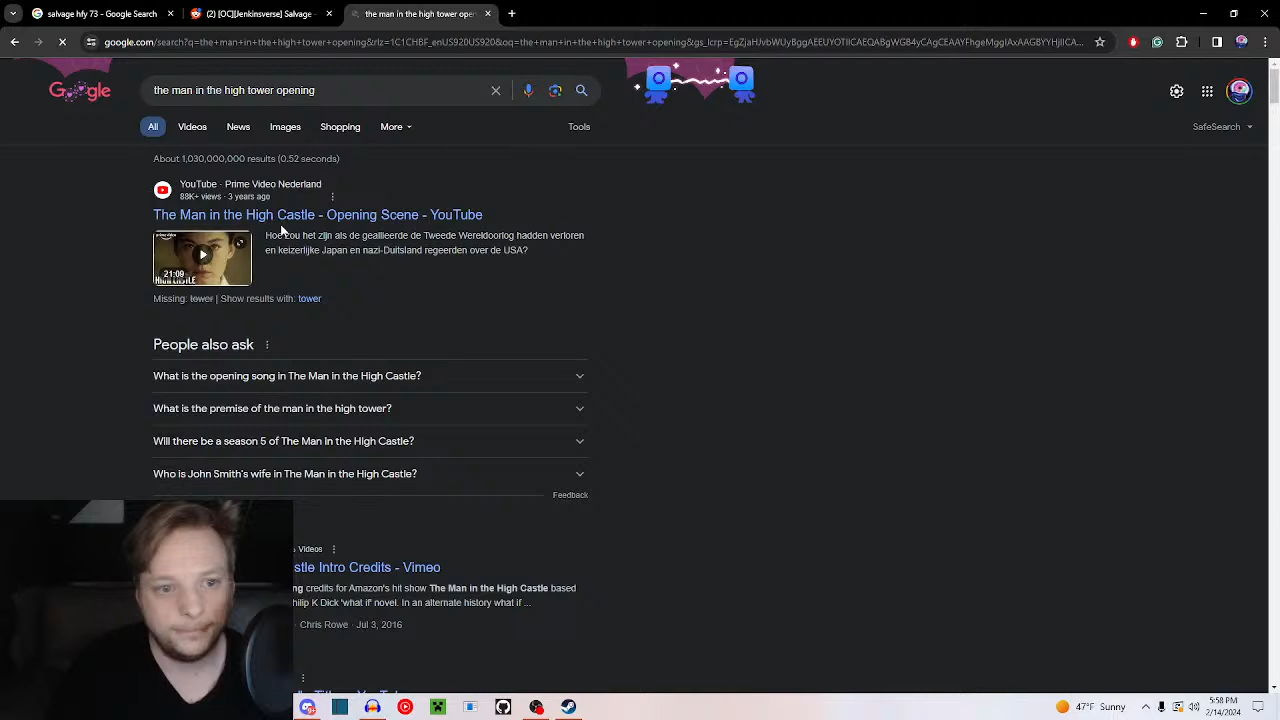 salvage hfy 73 - Google Search
(2) [OC][Jenkinsverse] Salvage -
the man in the high tower oper
google.com/search?q=the+man+in+the+high+tower+opening&rlz=1C1CHBF_enUS920US920&oq=the+man+in+the+high+tower+opening&gs_lcrp=
Google
the man in the high tower opening
All
Videos
News
Images
Shopping
More
Tools
SafeSearch
About 1,030,000,000 results (0.52 seconds)
YouTube · Prime Video Nederland
88K+ views · 3 years ago
The Man in the High Castle - Opening Scene - YouTube
Hoe zou het zijn als de geallieerde de Tweede Wereldoorlog hadden verloren
en keizerlijke Japan en nazi-Duitsland regeerden over de USA?
prime video
21:09
HIGH CASTLE
Missing: tower | Show results with: tower
People also ask
What is the opening song in The Man in the High Castle?
What is the premise of the man in the high tower?
Will there be a season 5 of The Man in the High Castle?
Who is John Smith's wife in The Man in the High Castle?
Feedback
Videos
stle Intro Credits - Vimeo
ng credits for Amazon's hit show The Man in the High Castle based
hilip K Dick 'what if' novel. In an alternate history what if ...
Chris Rowe · Jul 3, 2016
47°F Sunny
5:58 PM
2/14/2024